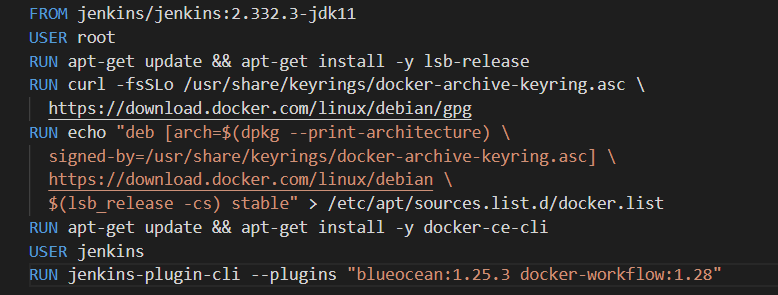 FROM jenkins/jenkins:2.332.3-jdk11
USER root
RUN apt-get update && apt-get install -y lsb-release
RUN curl -fsSLo /usr/share/keyrings/docker-archive-keyring.asc \
  https://download.docker.com/linux/debian/gpg
RUN echo "deb [arch=$(dpkg --print-architecture) \
  signed-by=/usr/share/keyrings/docker-archive-keyring.asc] \
  https://download.docker.com/linux/debian \
  $(lsb_release -cs) stable" > /etc/apt/sources.list.d/docker.list
RUN apt-get update && apt-get install -y docker-ce-cli
USER jenkins
RUN jenkins-plugin-cli --plugins "blueocean:1.25.3 docker-workflow:1.28"